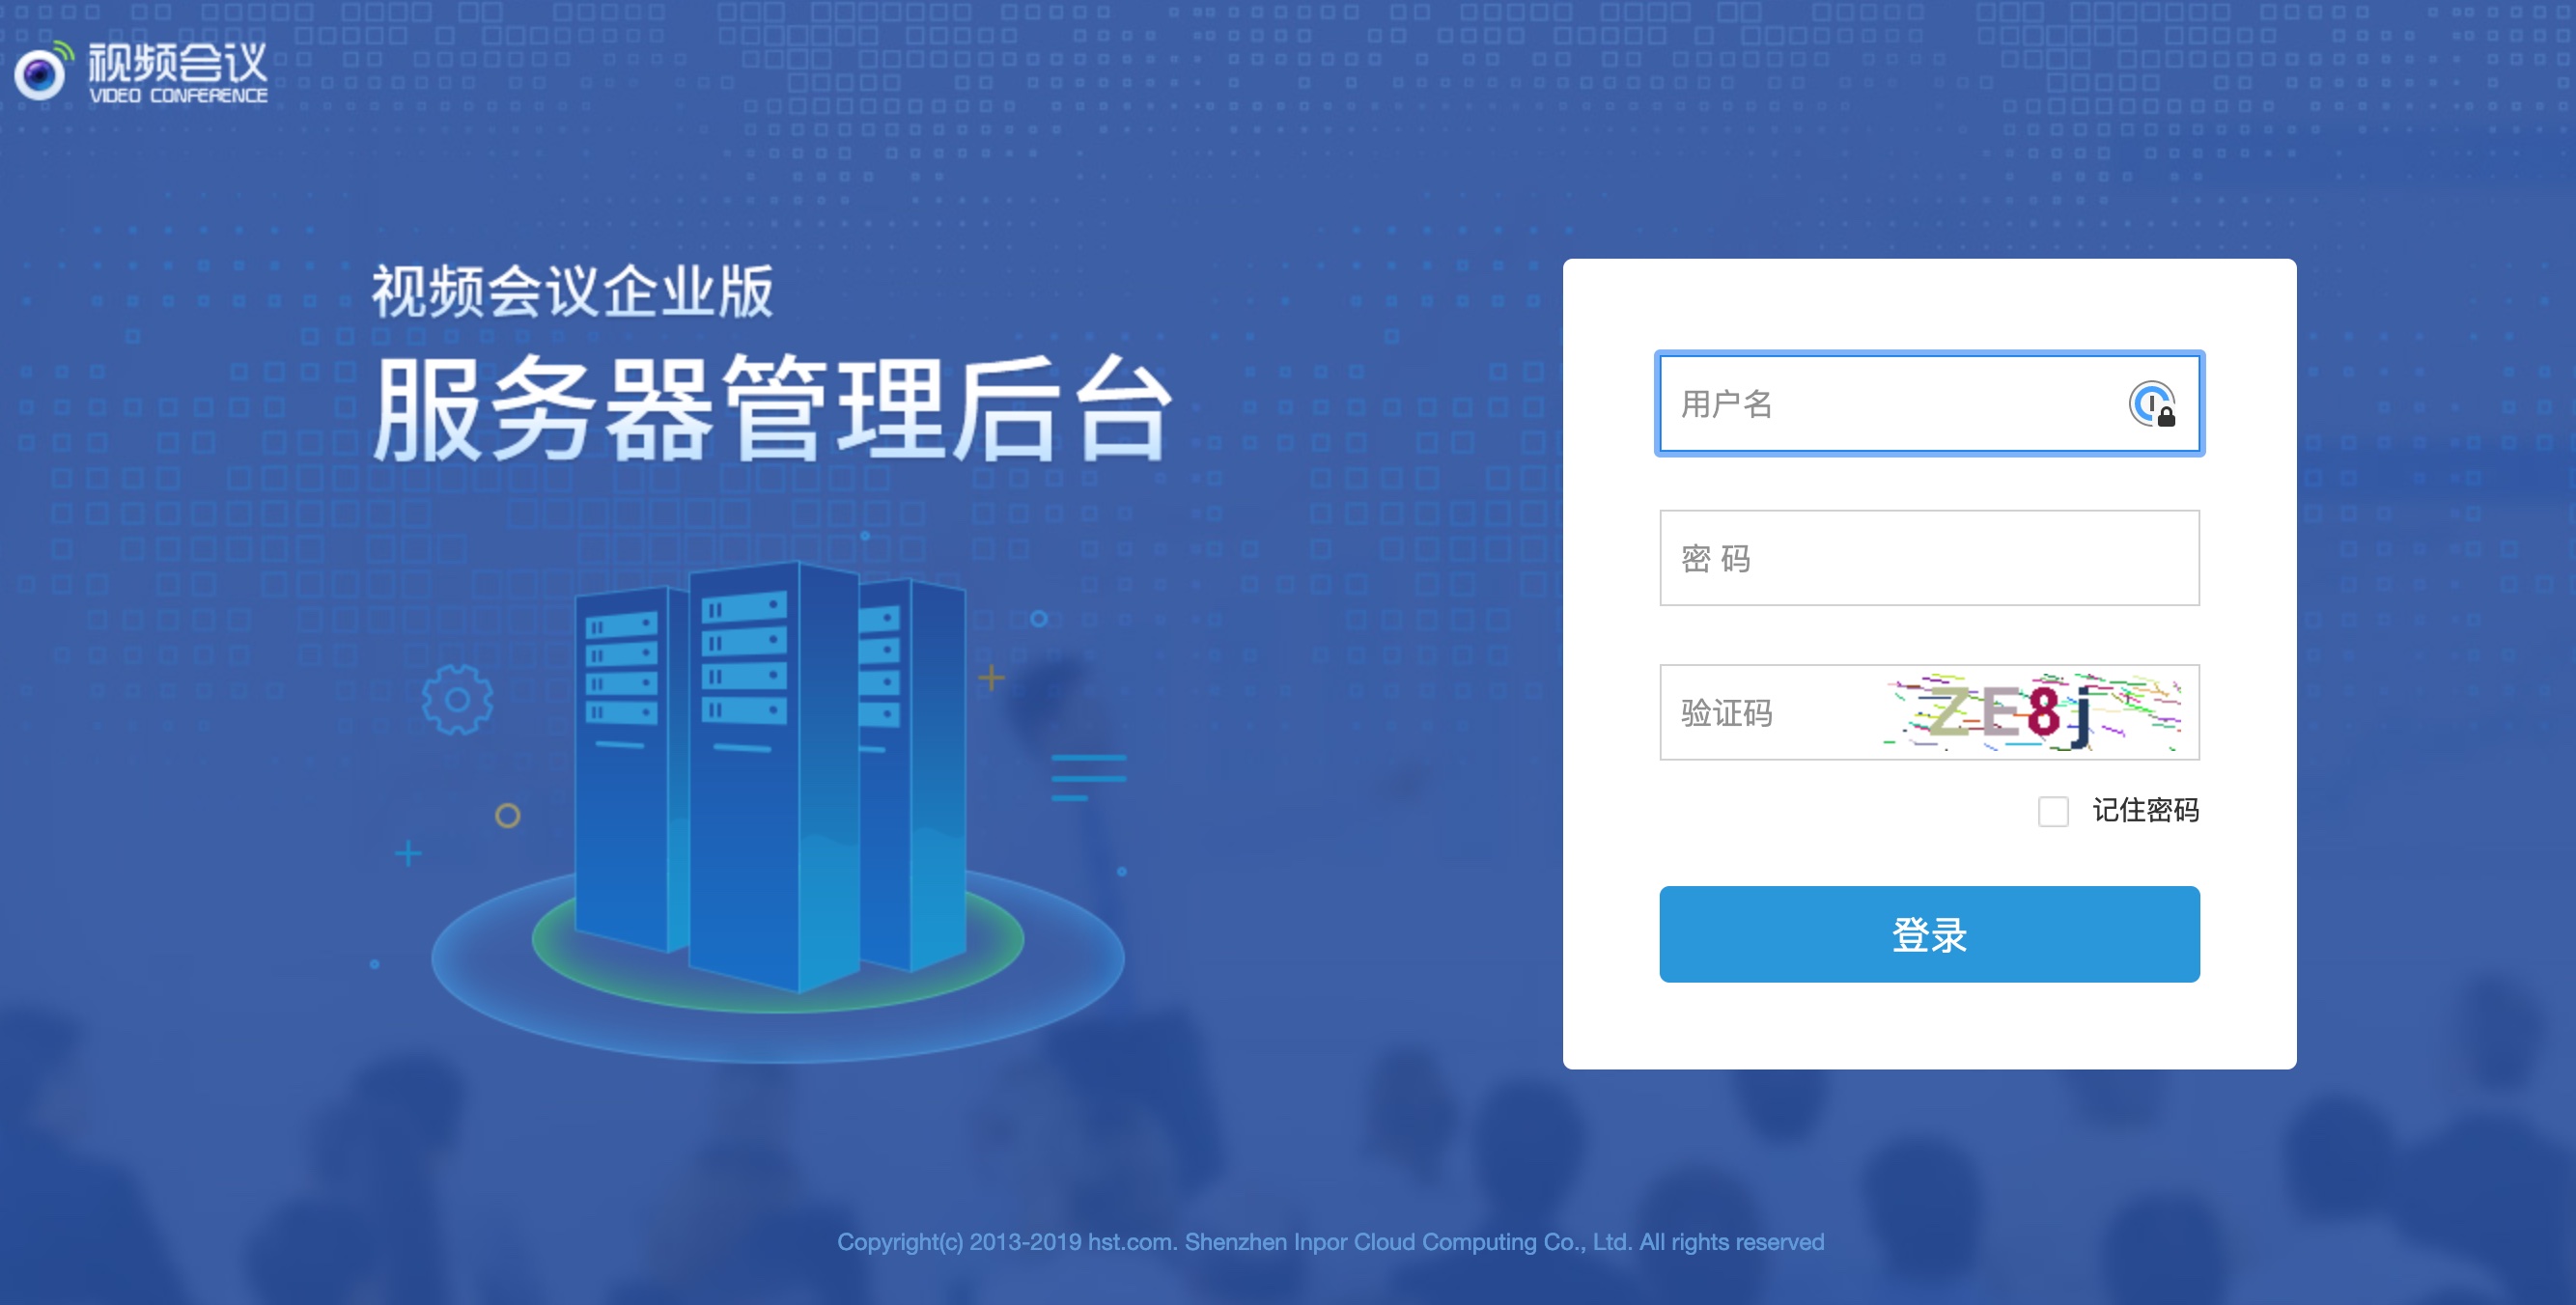 视频会议
VIDEO CONFERENCE
视频会议企业版
服务器管理后台
用户名
密 码
验证码
ZE8j
记住密码
登录
Copyright(c) 2013-2019 hst.com. Shenzhen Inpor Cloud Computing Co., Ltd. All rights reserved